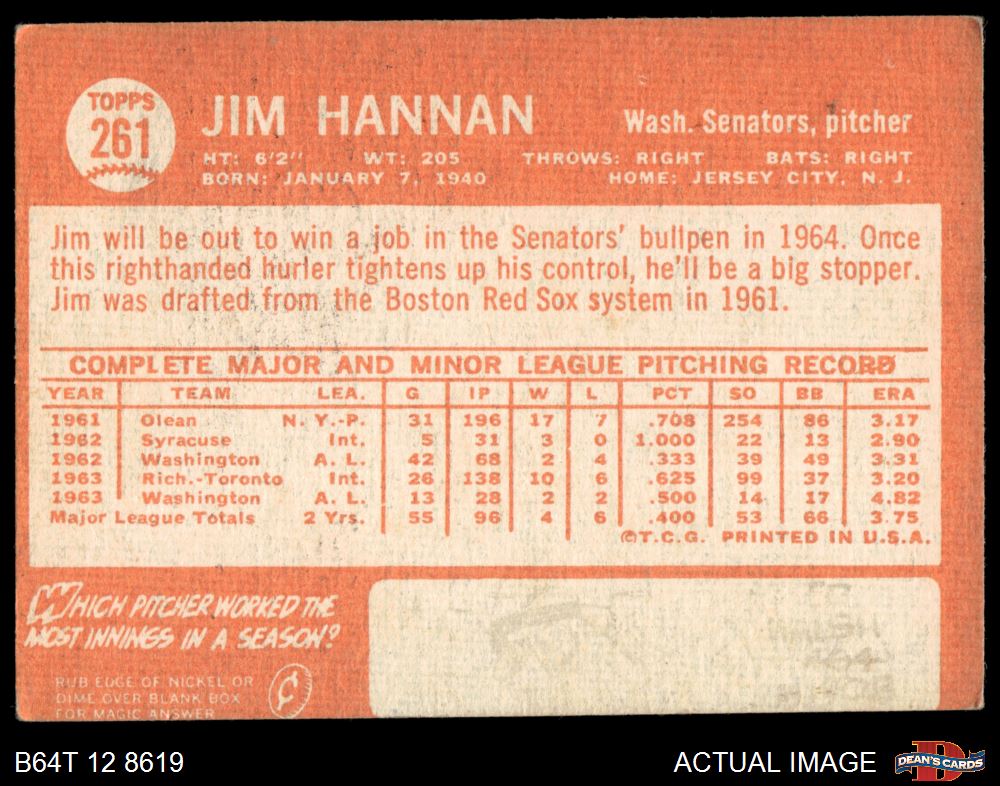 TOPPS
261
JIM HANNAN
Wash. Senators, pitcher
HT: 6'2" WT: 205 THROWS: RIGHT BATS: RIGHT
BORN: JANUARY 7, 1940 HOME: JERSEY CITY, N. J.
Jim will be out to win a job in the Senators' bullpen in 1964. Once
this righthanded hurler tightens up his control, he'll be a big stopper.
Jim was drafted from the Boston Red Sox system in 1961.
COMPLETE MAJOR AND MINOR LEAGUE PITCHING RECORD
YEAR TEAM LEA. G IP W L PCT SO BB ERA
1961 Olean N. Y.-P. 31 196 17 7 .708 254 86 3.17
1962 Syracuse Int. 5 31 3 0 1.000 22 13 2.90
1962 Washington A. L. 42 68 2 4 .333 39 49 3.31
1963 Rich.-Toronto Int. 26 138 10 6 .625 99 37 3.20
1963 Washington A. L. 13 28 2 2 .500 14 17 4.82
Major League Totals 2 Yrs. 55 96 4 6 .400 53 66 3.75
©T.C.G. PRINTED IN U.S.A.
WHICH PITCHER WORKED THE
MOST INNINGS IN A SEASON?
RUB EDGE OF NICKEL OR
DIME OVER BLANK BOX
FOR MAGIC ANSWER
¢
B64T 12 8619
ACTUAL IMAGE
D
DEAN'S CARDS